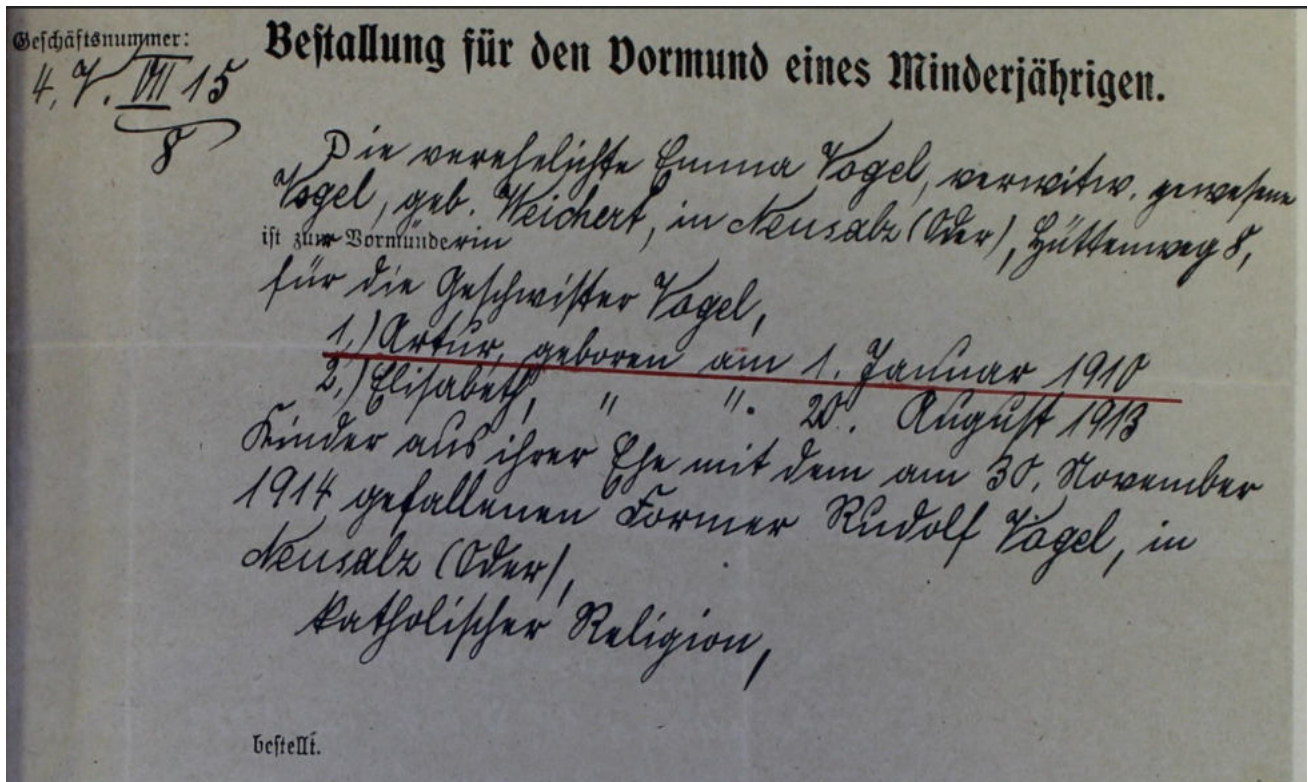 Geschäftsnummer:
Bestallung für den Vormund eines Minderjährigen.
4. V. VII 15
8
Die verehelichte Emma Vogel, verwitw. gewesene
Vogel, geb. Weichert, in Neusalz (Oder), Hüttenweg 8,
ist zur Vormünderin
für die Geschwister Vogel,
1.) Artur, geboren am 1. Januar 1910
2.) Elisabeth, " " 20. August 1913
Kinder aus ihrer Ehe mit dem am 30. November
1914 gefallenen Former Rudolf Vogel, in
Neusalz (Oder),
katholischer Religion,
bestellt.